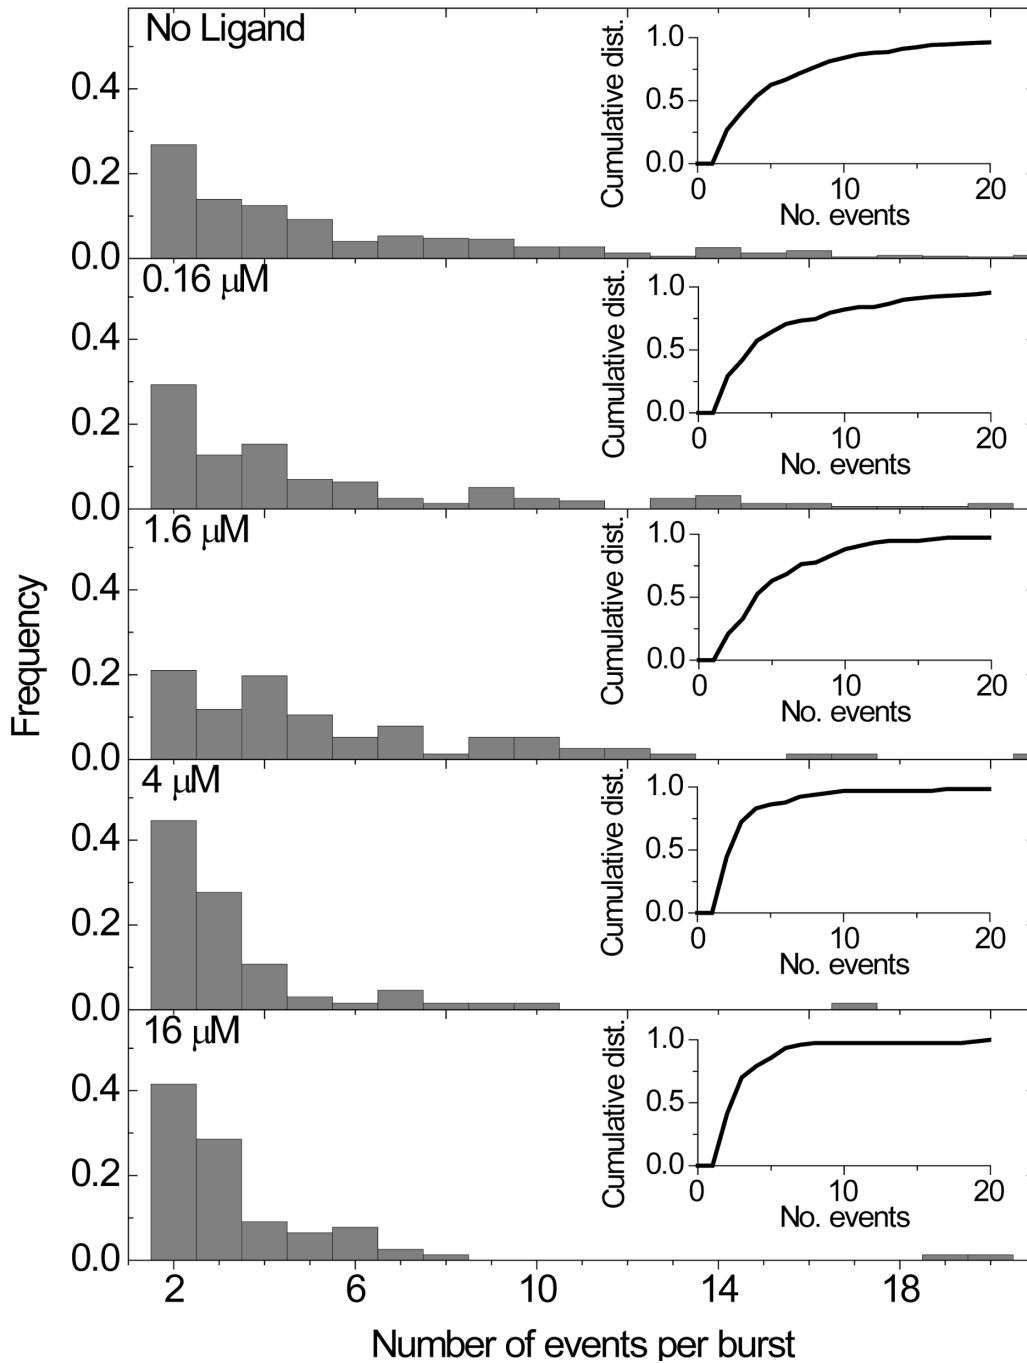 No Ligand
0.4
0.2
0.0
Cumulative dist.
1.0
0.5
0.0
0
10
20
No. events
0.16 μM
0.4
0.2
0.0
Cumulative dist.
1.0
0.5
0.0
0
10
20
No. events
1.6 μM
0.4
0.2
0.0
Cumulative dist.
1.0
0.5
0.0
0
10
20
No. events
Frequency
4 μM
0.4
0.2
0.0
Cumulative dist.
1.0
0.5
0.0
0
10
20
No. events
16 μM
0.4
0.2
0.0
Cumulative dist.
1.0
0.5
0.0
0
10
20
No. events
2
6
10
14
18
Number of events per burst